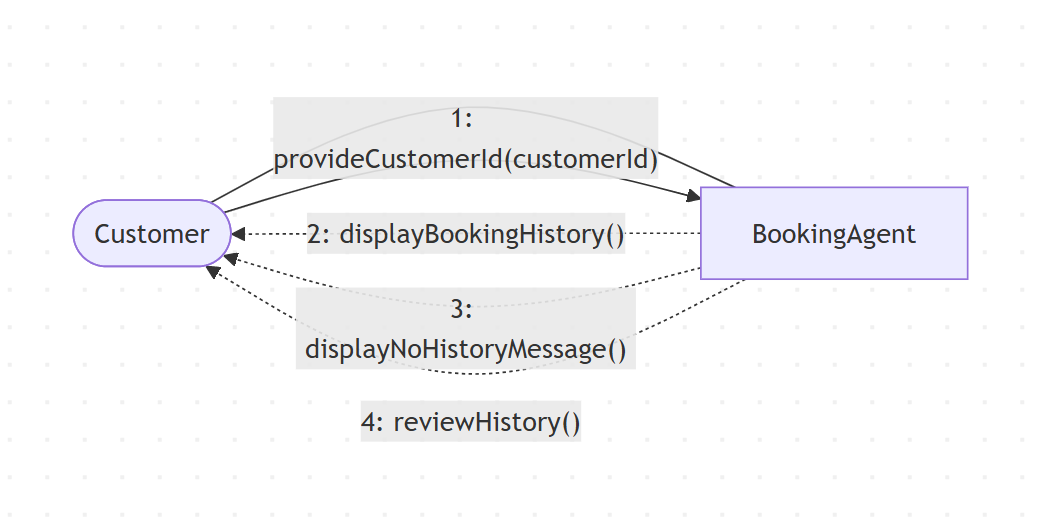 1:
provideCustomerId(customerId)
Customer
2: displayBookingHistory()
BookingAgent
3:
displayNoHistoryMessage()
4: reviewHistory()